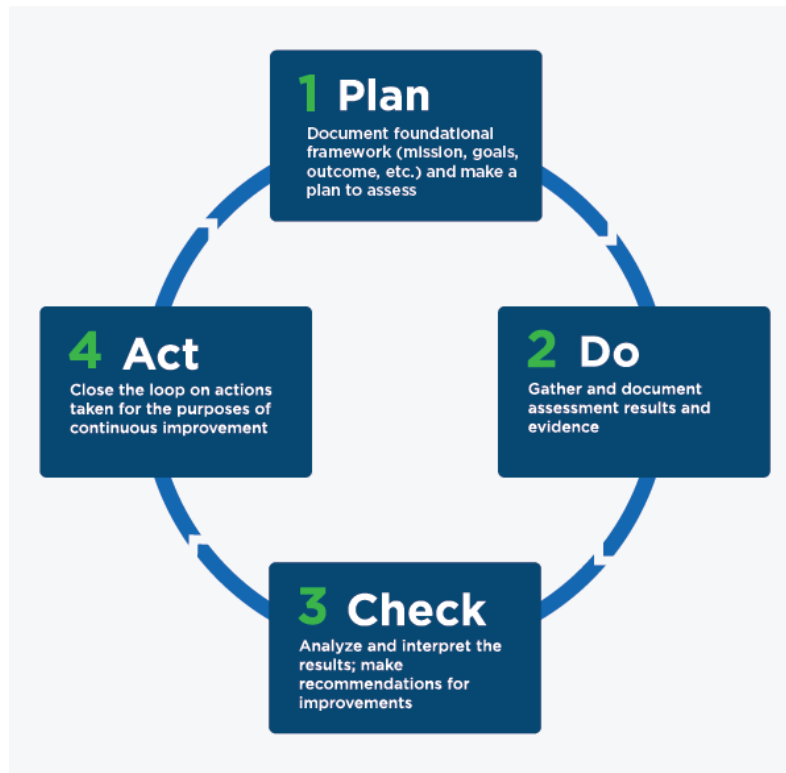 1 Plan
Document foundational
framework (mission, goals,
outcome, etc.) and make a
plan to assess
2 Do
Gather and document
assessment results and
evidence
3 Check
Analyze and interpret the
results; make
recommendations for
improvements
4 Act
Close the loop on actions
taken for the purposes of
continuous improvement